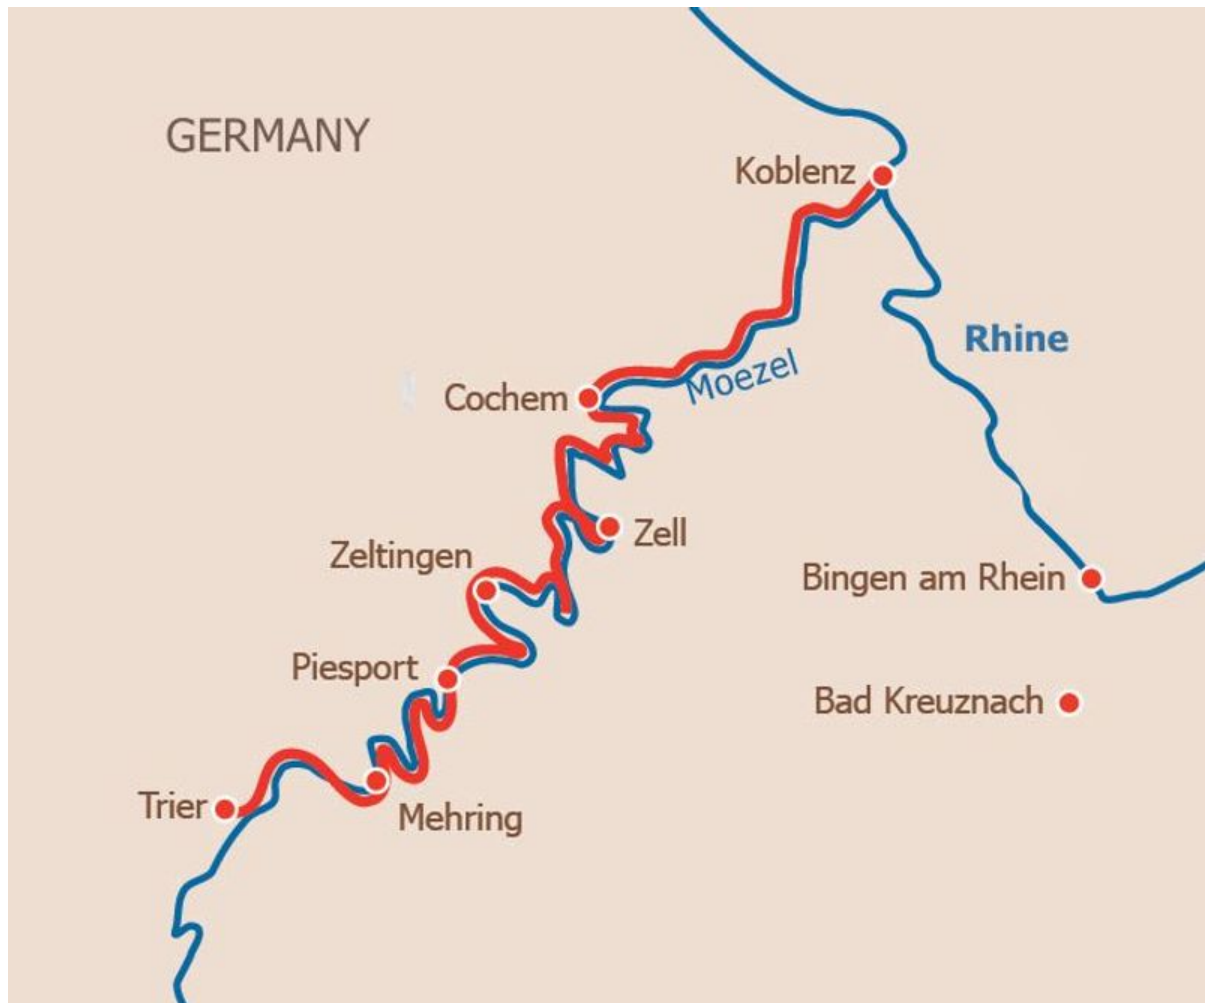 GERMANY
Koblenz
Rhine
Moezel
Cochem
Zell
Zeltingen
Bingen am Rhein
Piesport
Bad Kreuznach
Trier
Mehring